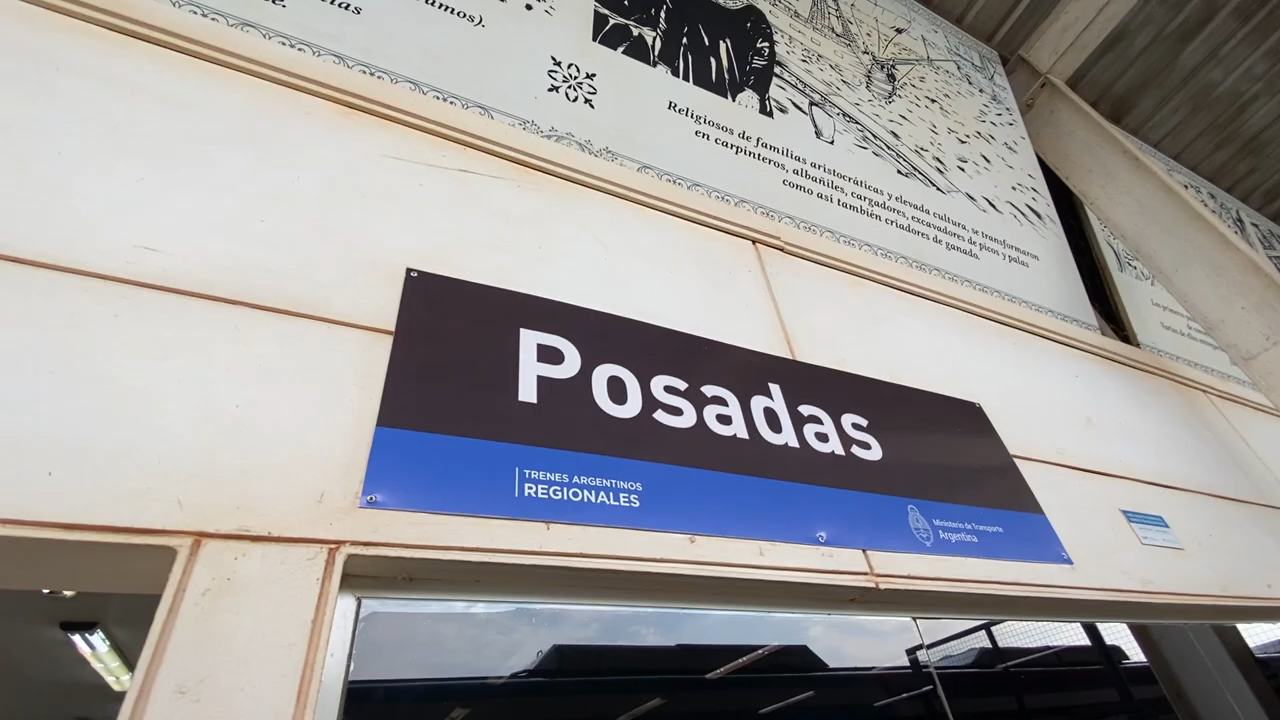 ramos).
Religiosos de familias aristocráticas y elevada cultura, se transformaron
en carpinteros, albañiles, cargadores, excavadores de picos y palas
como así también criadores de ganado.
Posadas
TRENES ARGENTINOS
REGIONALES
Ministerio de Transporte
Argentina